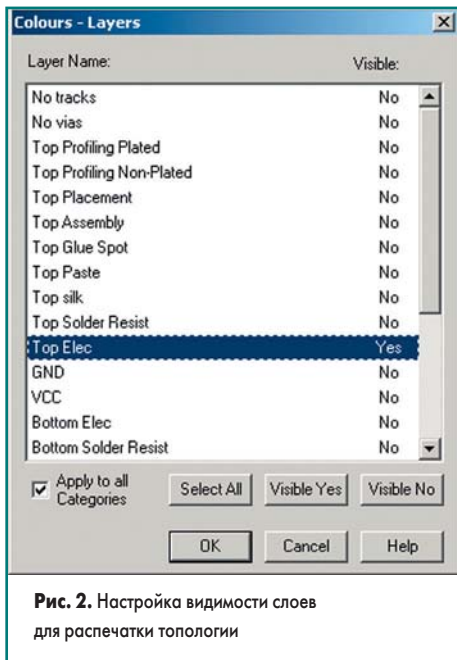 Colours - Layers
Layer Name: Visible:
No tracks No
No vias No
Top Profiling Plated No
Top Profiling Non-Plated No
Top Placement No
Top Assembly No
Top Glue Spot No
Top Paste No
Top silk No
Top Solder Resist No
Top Elec Yes
GND No
VCC No
Bottom Elec No
Bottom Solder Resist No
Apply to all
Categories
Select All Visible Yes Visible No
OK Cancel Help
Рис. 2. Настройка видимости слоев
для распечатки топологии